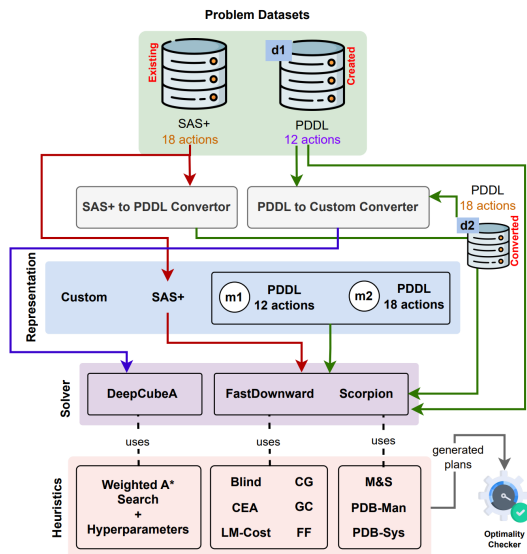 Problem Datasets
Existing
d1
Created
SAS+
18 actions
PDDL
12 actions
PDDL
18 actions
SAS+ to PDDL Convertor
PDDL to Custom Converter
d2
Converted
Representation
Custom
SAS+
m1
PDDL
12 actions
m2
PDDL
18 actions
Solver
DeepCubeA
FastDownward
Scorpion
uses
uses
uses
generated
plans
Heuristics
Weighted A*
Search
+
Hyperparameters
Blind CG
CEA GC
LM-Cost FF
M&S
PDB-Man
PDB-Sys
Optimality
Checker